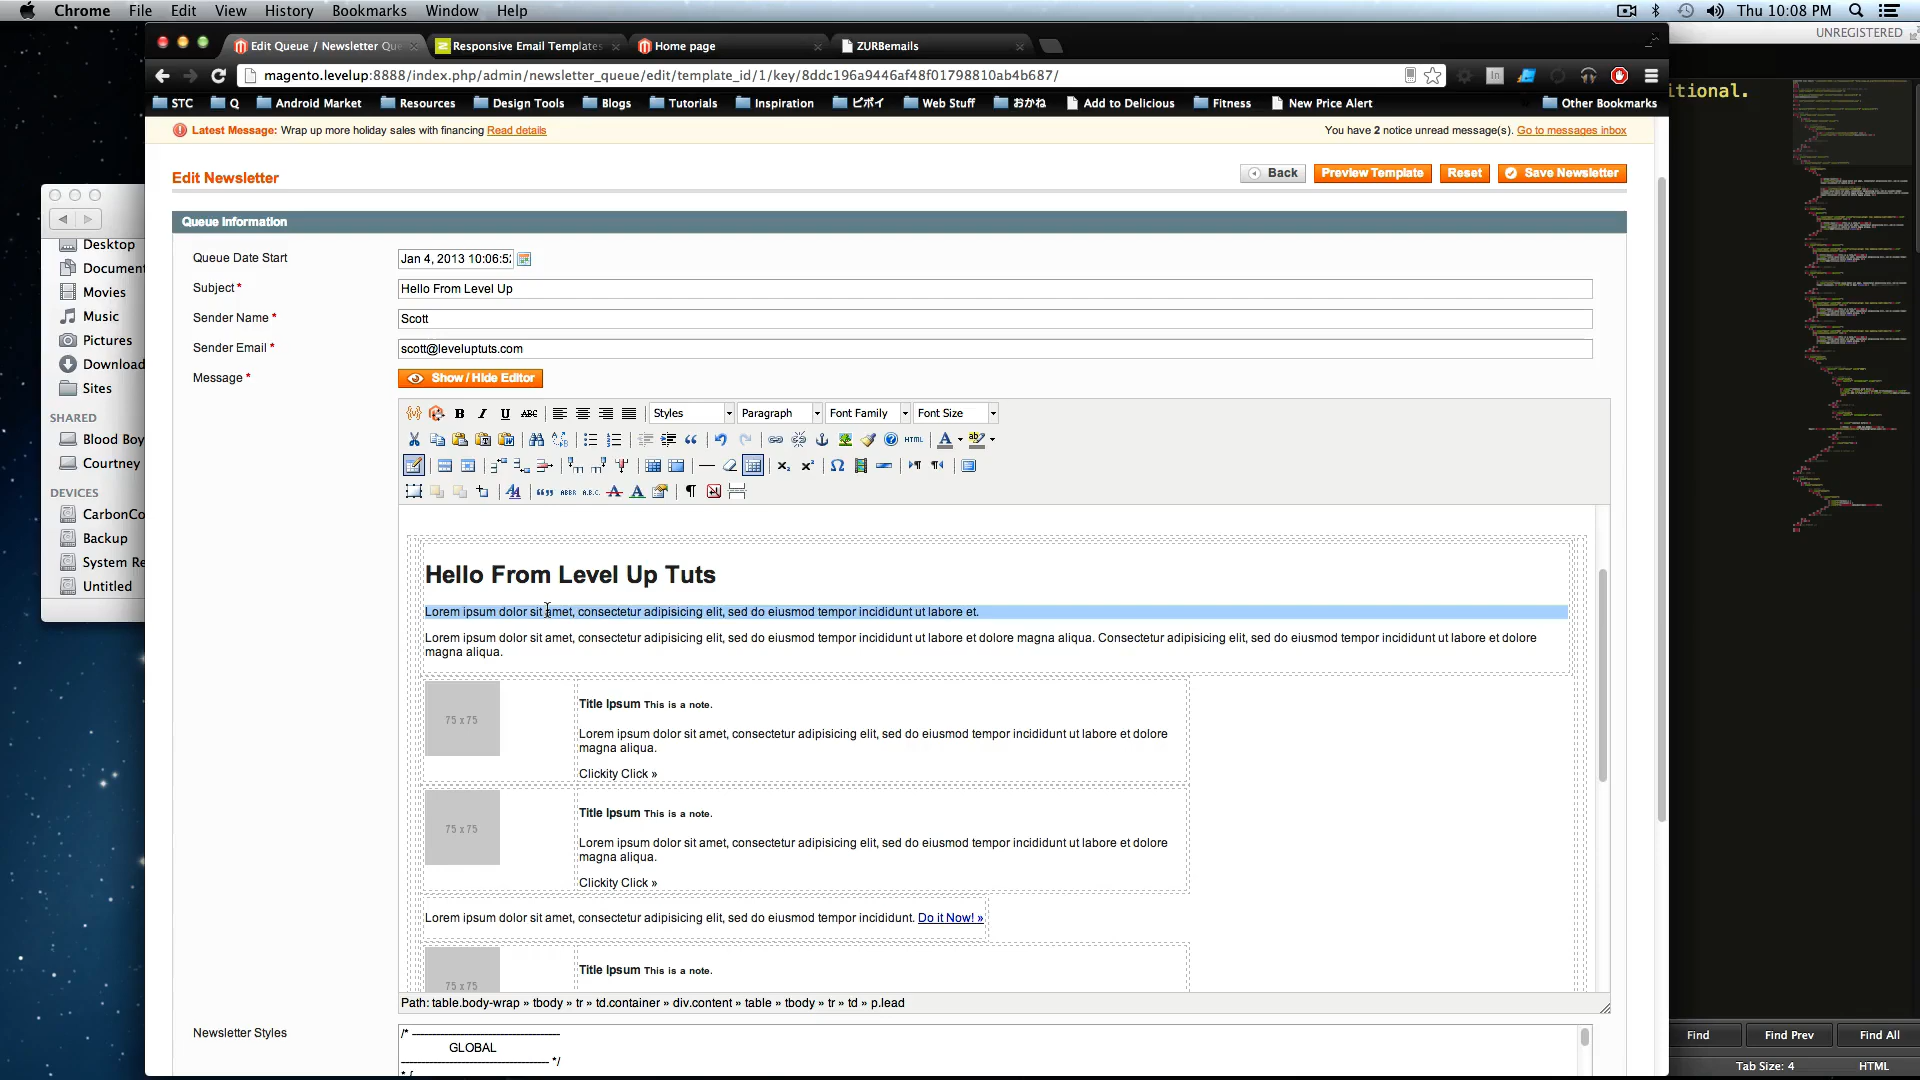 Chrome File Edit View History Bookmarks Window Help Thu 10:08 PM
Edit Queue / Newsletter Que Responsive Email Templates Home page ZURBemails
UNREGISTERED
magento.levelup:8888/index.php/admin/newsletter_queue/edit/template_id/1/key/8ddc196a9446af48f01798810ab4b687/
STC Q Android Market Resources Design Tools Blogs Tutorials Inspiration ビボイ Web Stuff おかね Add to Delicious Fitness New Price Alert Other Bookmarks
itional.
Latest Message: Wrap up more holiday sales with financing Read details You have 2 notice unread message(s). Go to messages inbox
Edit Newsletter Back Preview Template Reset Save Newsletter
Queue Information
Queue Date Start Jan 4, 2013 10:06:52
Subject * Hello From Level Up
Sender Name * Scott
Sender Email * scott@leveluptuts.com
Message * Show / Hide Editor
B I U ABC Styles Paragraph Font Family Font Size
HTML A ab
ABBR A.B.C. A A
Desktop
Document
Movies
Music
Pictures
Download
Sites
SHARED
Blood Boy
Courtney
DEVICES
CarbonCo
Backup
System Re
Untitled
Hello From Level Up Tuts
Lorem ipsum dolor sit amet, consectetur adipisicing elit, sed do eiusmod tempor incididunt ut labore et.
Lorem ipsum dolor sit amet, consectetur adipisicing elit, sed do eiusmod tempor incididunt ut labore et dolore magna aliqua. Consectetur adipisicing elit, sed do eiusmod tempor incididunt ut labore et dolore
magna aliqua.
75 x 75
Title Ipsum This is a note.
Lorem ipsum dolor sit amet, consectetur adipisicing elit, sed do eiusmod tempor incididunt ut labore et dolore
magna aliqua.
Clickity Click »
75 x 75
Title Ipsum This is a note.
Lorem ipsum dolor sit amet, consectetur adipisicing elit, sed do eiusmod tempor incididunt ut labore et dolore
magna aliqua.
Clickity Click »
Lorem ipsum dolor sit amet, consectetur adipisicing elit, sed do eiusmod tempor incididunt. Do it Now! »
75 x 75
Title Ipsum This is a note.
Path: table.body-wrap » tbody » tr » td.container » div.content » table » tbody » tr » td » p.lead
Newsletter Styles
/* -------------------------------------
GLOBAL
------------------------------------- */
* {
Find Find Prev Find All
Tab Size: 4 HTML